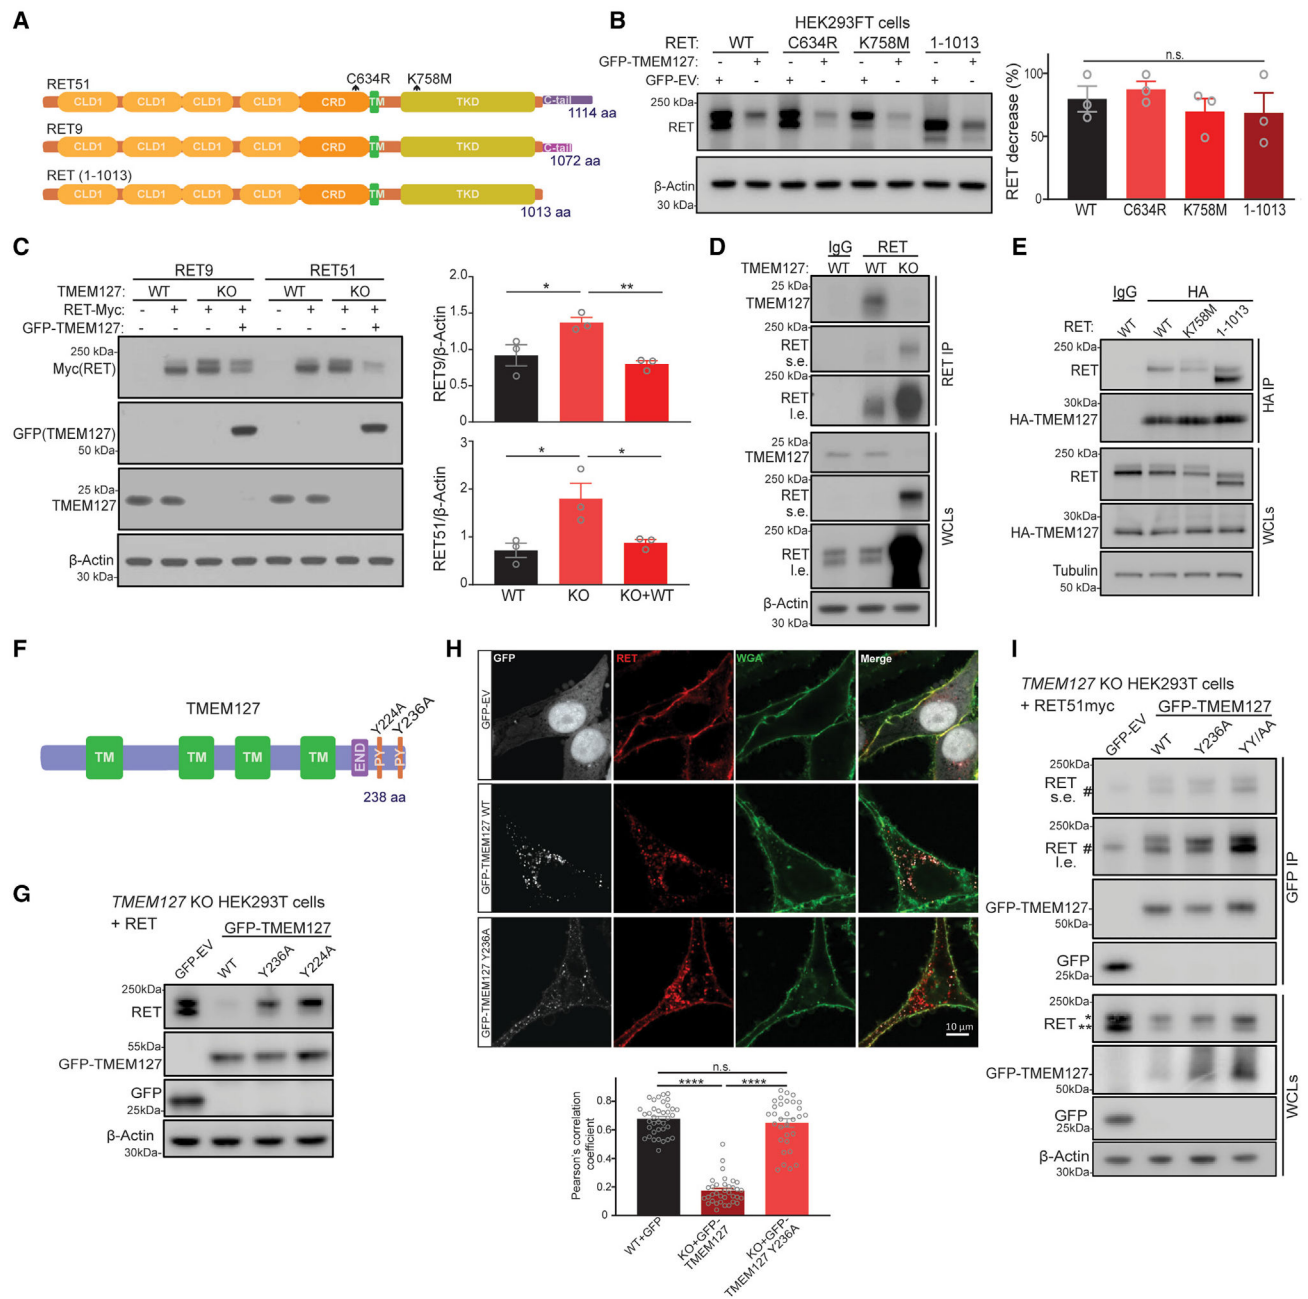 A
RET51
C634R
K758M
CLD1 CLD1 CLD1 CLD1 CRD TM TKD C-tail
1114 aa
RET9
CLD1 CLD1 CLD1 CLD1 CRD TM TKD C-tail
1072 aa
RET (1-1013)
CLD1 CLD1 CLD1 CLD1 CRD TM TKD
1013 aa
B
HEK293FT cells
RET: WT C634R K758M 1-1013
GFP-TMEM127: - + - + - + - +
GFP-EV: + - + - + - + -
250 kDa
RET
β-Actin
30 kDa
n.s.
RET decrease (%)
100
50
0
WT C634R K758M 1-1013
C
RET9 RET51
TMEM127: WT KO WT KO
RET-Myc: - + + + - + + +
GFP-TMEM127: - - - + - - - +
250 kDa
Myc(RET)
GFP(TMEM127)
50 kDa
25 kDa
TMEM127
β-Actin
30 kDa
RET9/β-Actin
2.0
1.5
1.0
0.5
0
* **
RET51/β-Actin
3
2
1
0
* *
WT KO KO+WT
D
IgG RET
TMEM127: WT WT KO
25 kDa
TMEM127
250 kDa
RET
s.e.
250 kDa
RET
l.e.
RET IP
25 kDa
TMEM127
250 kDa
RET
s.e.
250 kDa
RET
l.e.
β-Actin
30 kDa
WCLs
E
IgG HA
RET: WT WT K758M 1-1013
250 kDa
RET
30kDa
HA-TMEM127
HA IP
250 kDa
RET
30kDa
HA-TMEM127
Tubulin
50 kDa
WCLs
F
TMEM127
Y224A
Y236A
TM TM TM TM END PY PY
238 aa
G
TMEM127 KO HEK293T cells
+ RET
GFP-TMEM127
GFP-EV WT Y236A Y224A
250kDa
RET
55kDa
GFP-TMEM127
GFP
25kDa
β-Actin
30kDa
H
GFP RET WGA Merge
GFP-EV
GFP-TMEM127 WT
GFP-TMEM127 Y236A
10 µm
n.s.
**** ****
Pearson's correlation
coefficient
0.8
0.6
0.4
0.2
0
WT+GFP
KO+GFP-
TMEM127
KO+GFP-
TMEM127 Y236A
I
TMEM127 KO HEK293T cells
+ RET51myc
GFP-TMEM127
GFP-EV WT Y236A YY/AA
250kDa
RET #
s.e.
250kDa
RET #
l.e.
GFP-TMEM127
50kDa
GFP
25kDa
GFP IP
250kDa
*
RET **
GFP-TMEM127
50kDa
GFP
25kDa
β-Actin
30kDa
WCLs